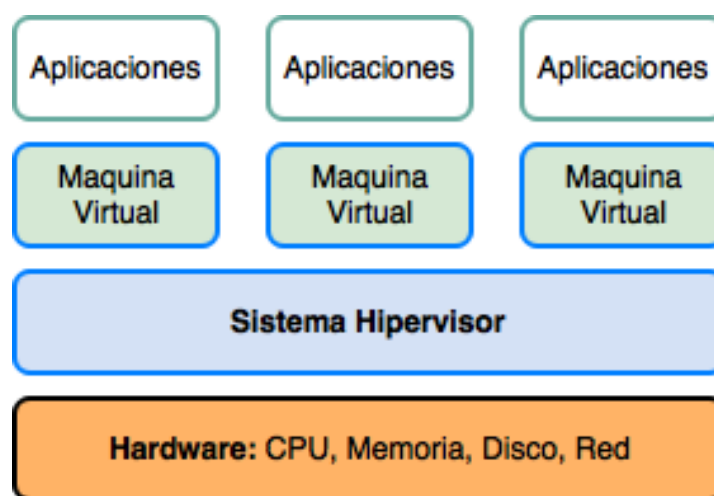 Aplicaciones
Aplicaciones
Aplicaciones
Maquina
Virtual
Maquina
Virtual
Maquina
Virtual
Sistema Hipervisor
Hardware: CPU, Memoria, Disco, Red